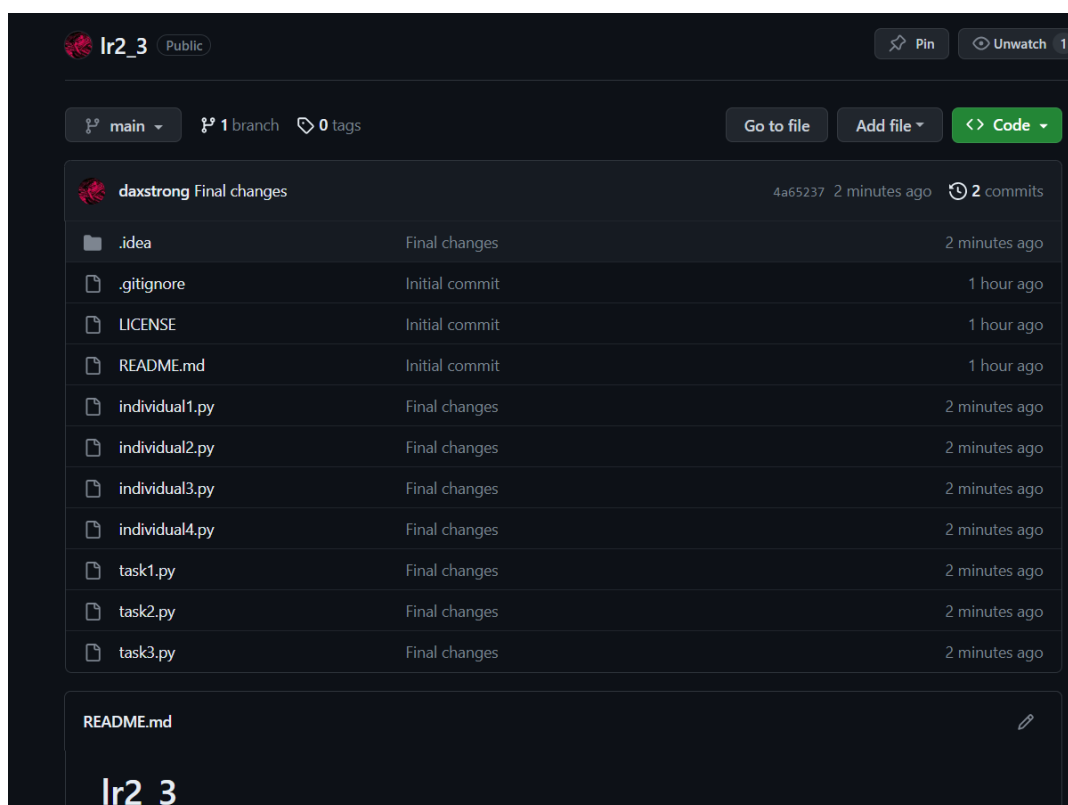 lr2_3 Public Pin Unwatch 1
main 1 branch 0 tags Go to file Add file Code
daxstrong Final changes 4a65237 2 minutes ago 2 commits
.idea Final changes 2 minutes ago
.gitignore Initial commit 1 hour ago
LICENSE Initial commit 1 hour ago
README.md Initial commit 1 hour ago
individual1.py Final changes 2 minutes ago
individual2.py Final changes 2 minutes ago
individual3.py Final changes 2 minutes ago
individual4.py Final changes 2 minutes ago
task1.py Final changes 2 minutes ago
task2.py Final changes 2 minutes ago
task3.py Final changes 2 minutes ago
README.md
lr2_3